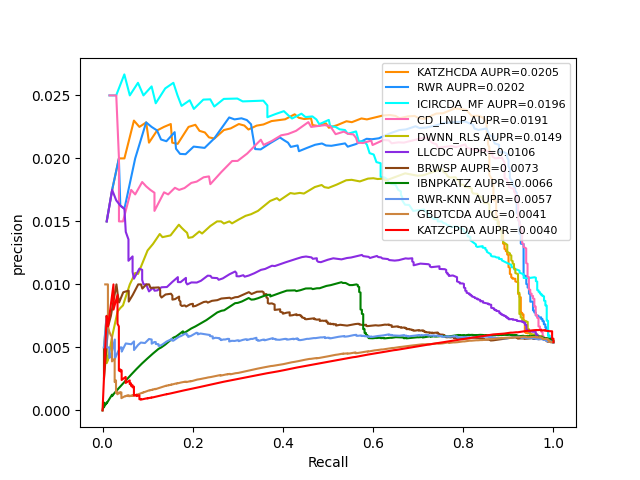 0.025
0.020
0.015
0.010
0.005
0.000
precision
0.0
0.2
0.4
0.6
0.8
1.0
Recall
KATZHCDA AUPR=0.0205
RWR AUPR=0.0202
ICIRCDA_MF AUPR=0.0196
CD_LNLP AUPR=0.0191
DWNN_RLS AUPR=0.0149
LLCDC AUPR=0.0106
BRWSP AUPR=0.0073
IBNPKATZ AUPR=0.0066
RWR-KNN AUPR=0.0057
GBDTCDA AUC=0.0041
KATZCPDA AUPR=0.0040